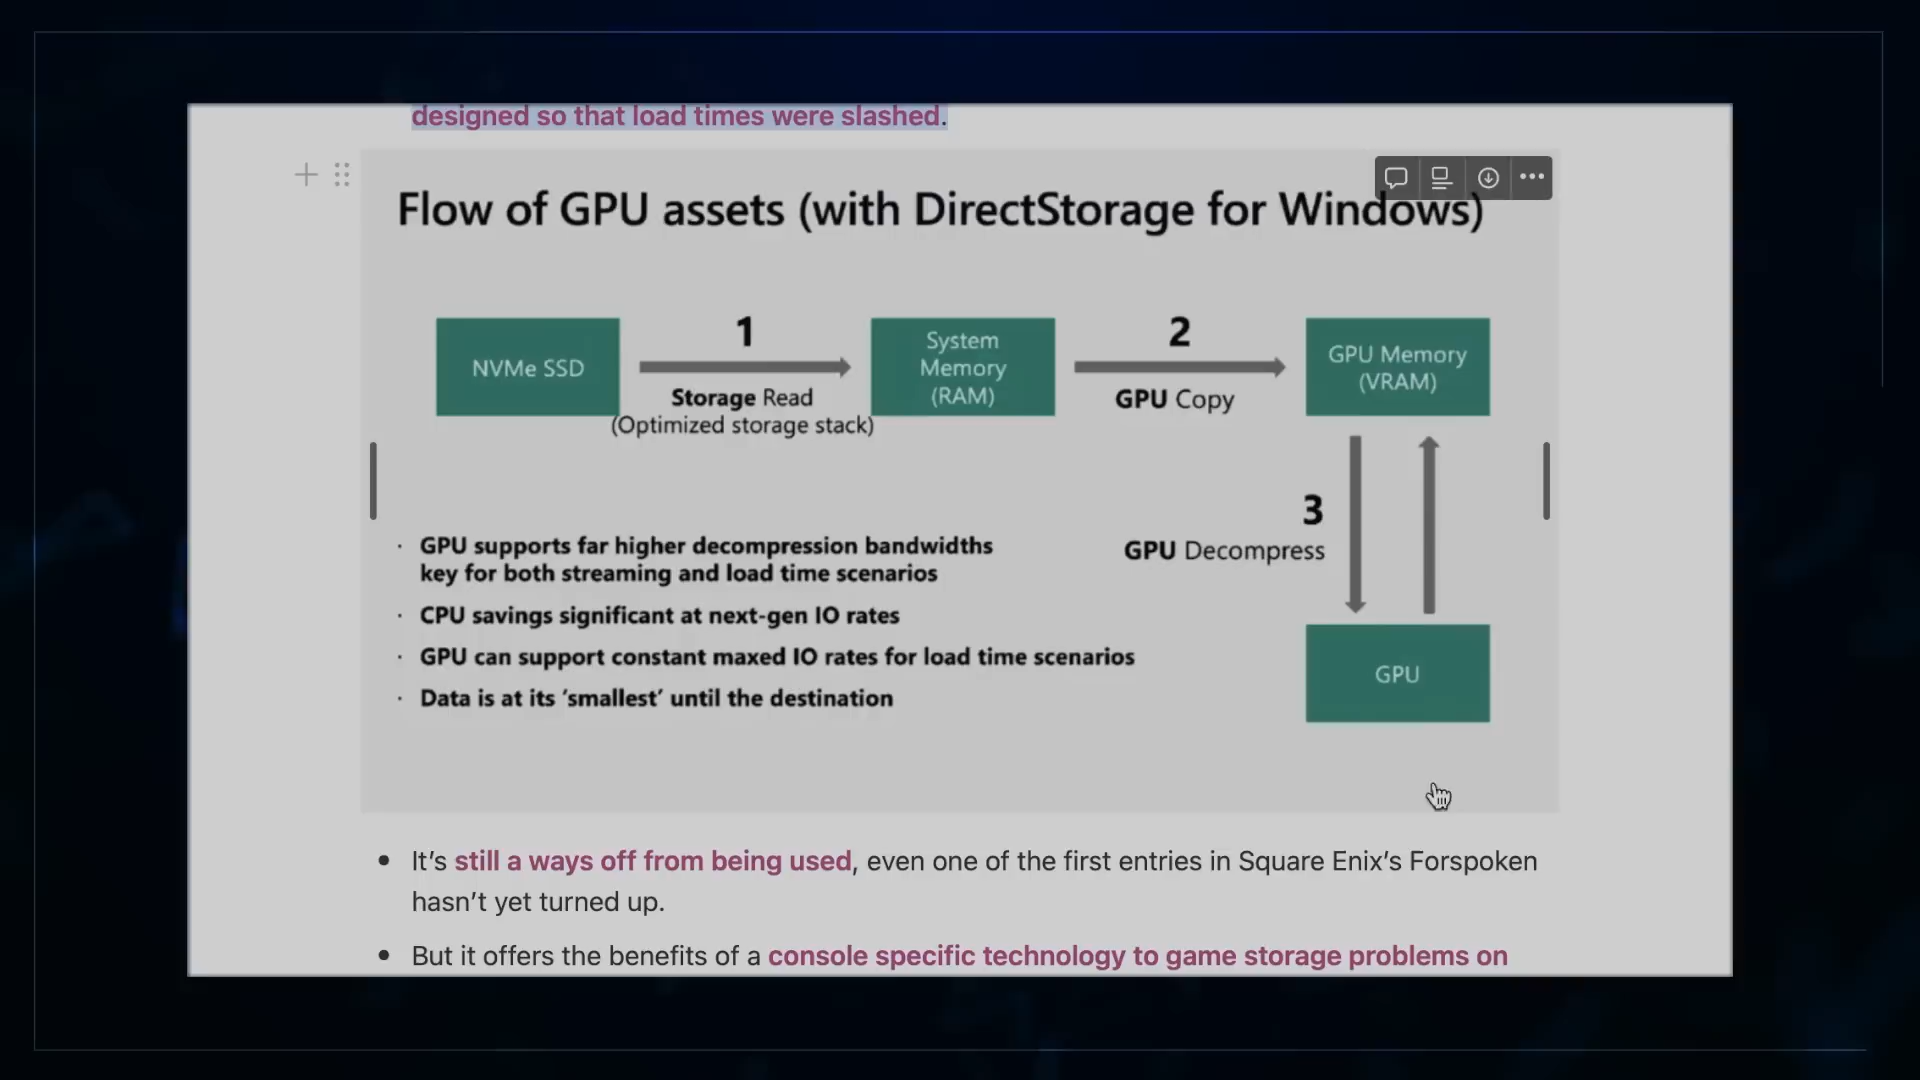 designed so that load times were slashed.
Flow of GPU assets (with DirectStorage for Windows)
NVMe SSD
1
Storage Read
(Optimized storage stack)
System
Memory
(RAM)
2
GPU Copy
GPU Memory
(VRAM)
3
GPU Decompress
GPU
· GPU supports far higher decompression bandwidths
key for both streaming and load time scenarios
· CPU savings significant at next-gen IO rates
· GPU can support constant maxed IO rates for load time scenarios
· Data is at its ‘smallest’ until the destination
• It’s still a ways off from being used, even one of the first entries in Square Enix’s Forspoken
hasn’t yet turned up.
• But it offers the benefits of a console specific technology to game storage problems on